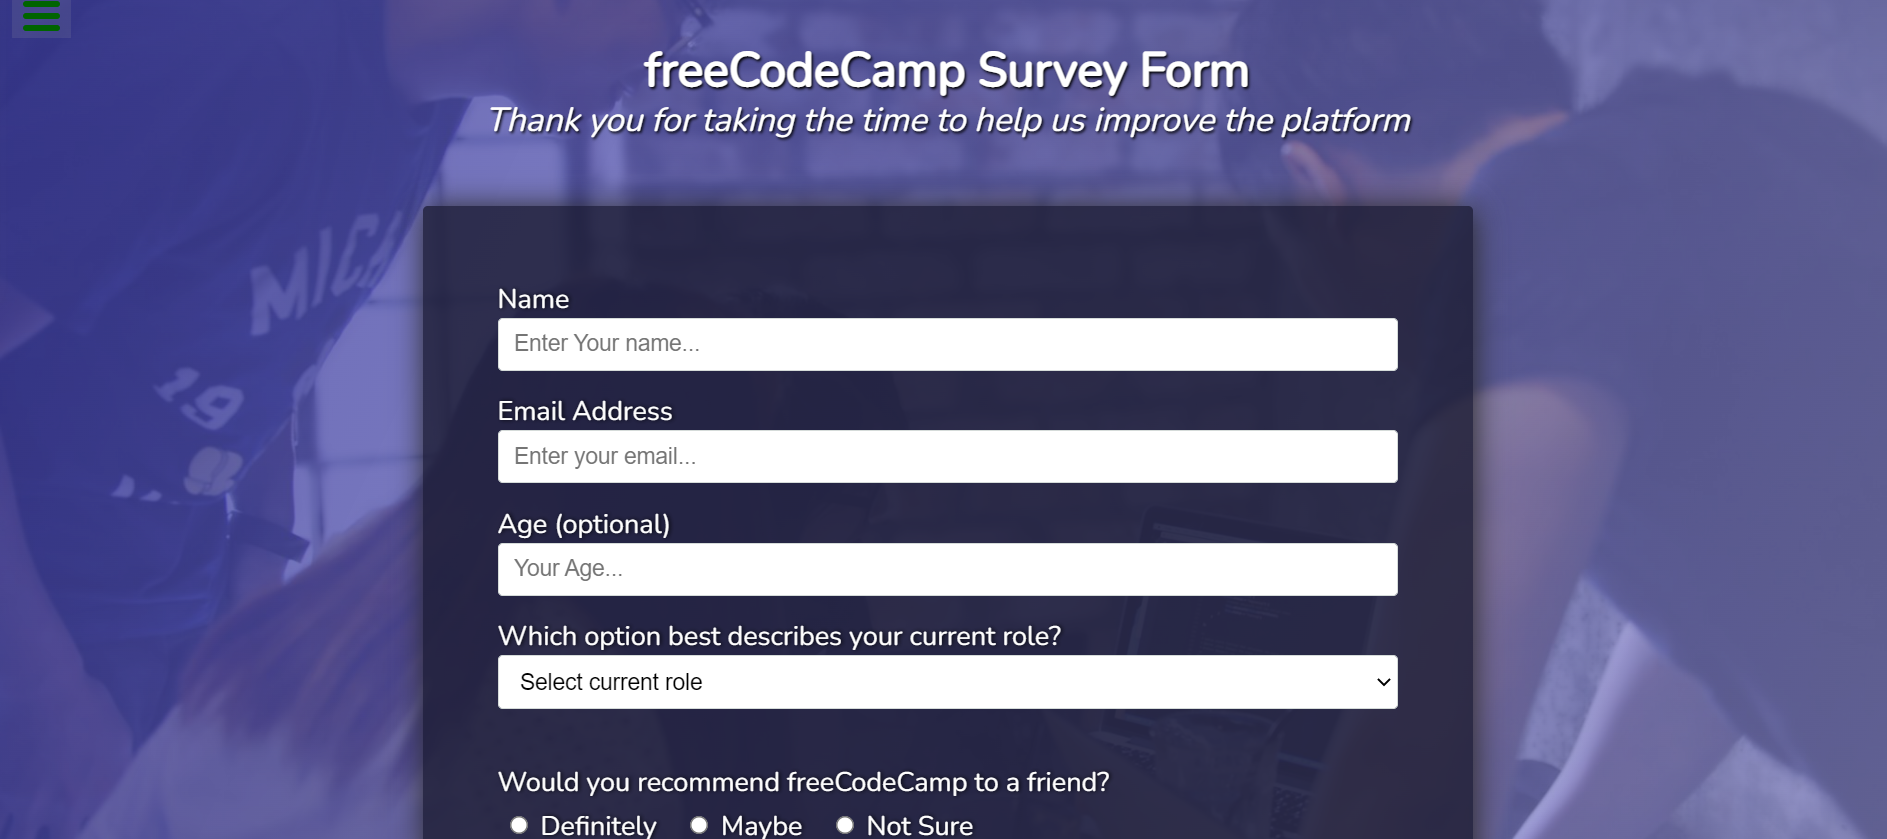 freeCodeCamp Survey Form
Thank you for taking the time to help us improve the platform
Name
Enter Your name...
Email Address
Enter your email...
Age (optional)
Your Age...
Which option best describes your current role?
Select current role
Would you recommend freeCodeCamp to a friend?
Definitely Maybe Not Sure
MICH
19